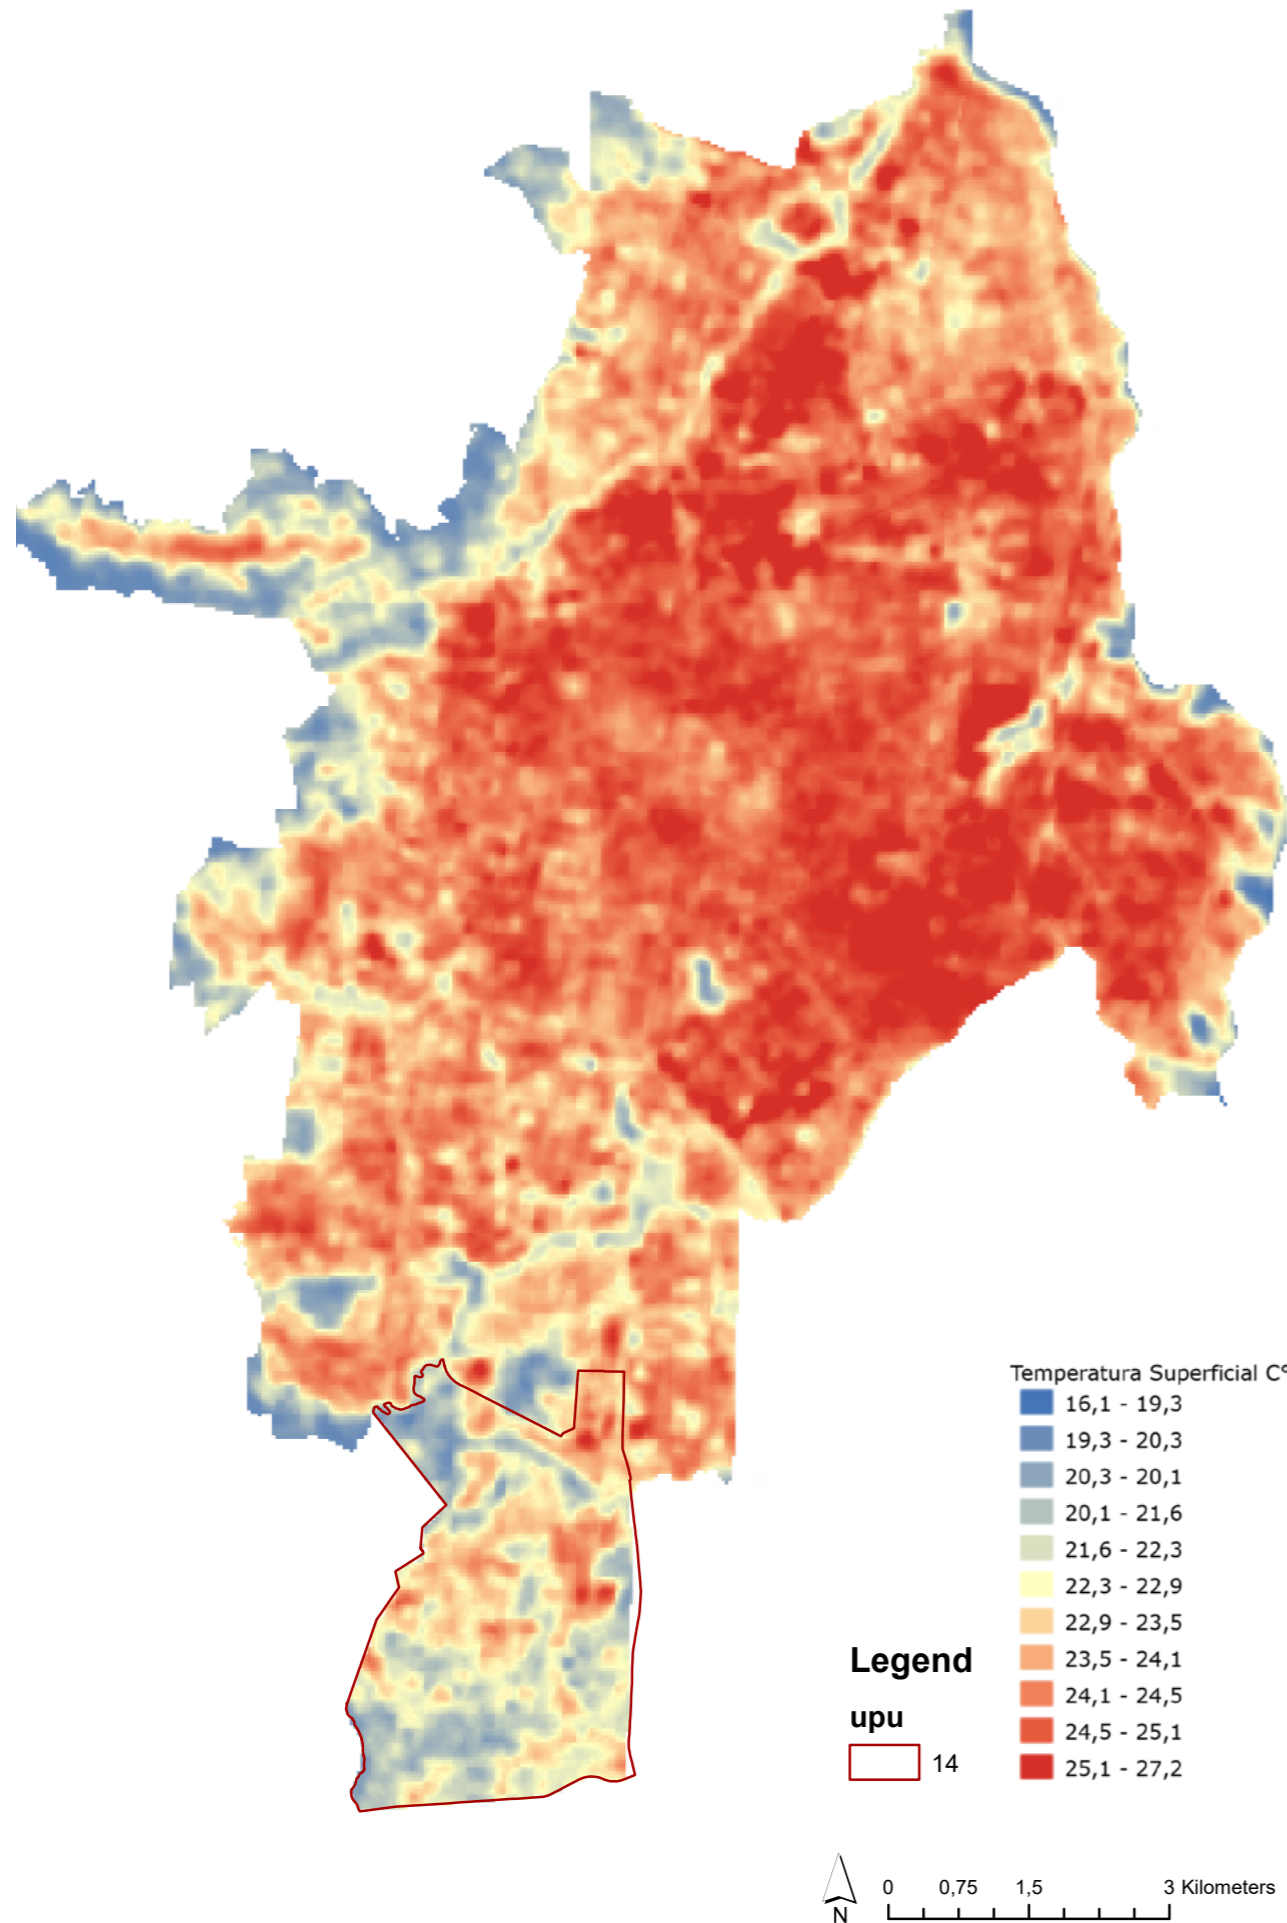 Temperatura Superficial C°
16,1 - 19,3
19,3 - 20,3
20,3 - 20,1
20,1 - 21,6
21,6 - 22,3
22,3 - 22,9
22,9 - 23,5
23,5 - 24,1
24,1 - 24,5
24,5 - 25,1
25,1 - 27,2
Legend
upu
14
N
0 0,75 1,5 3 Kilometers